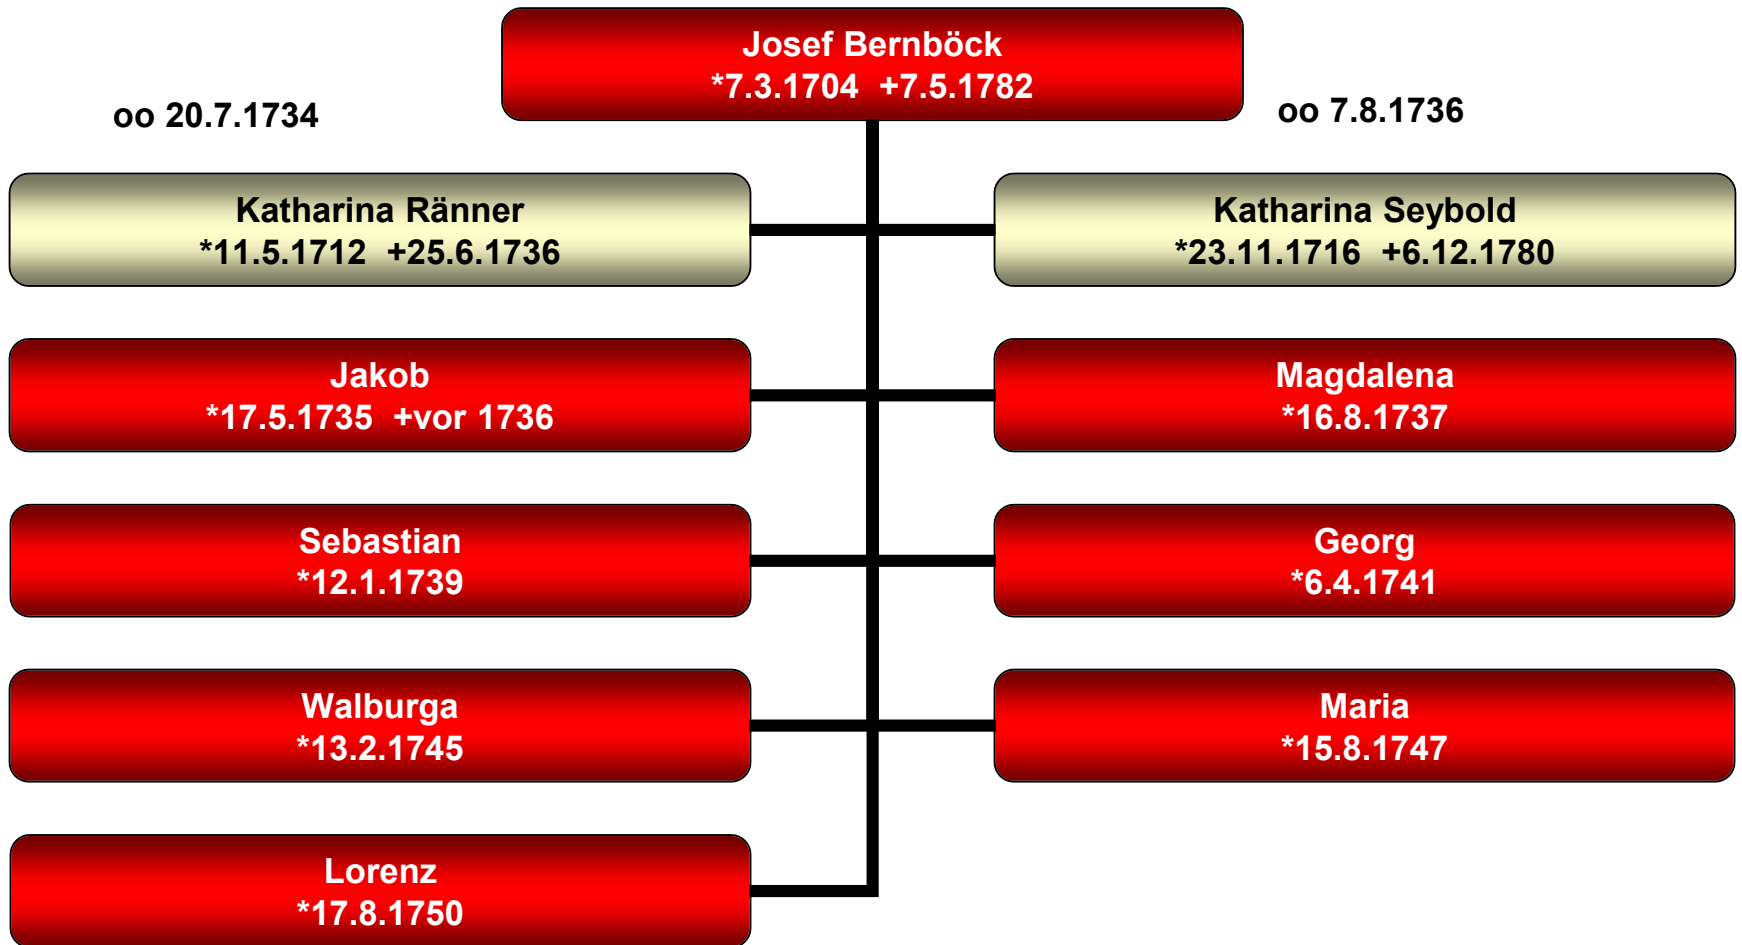 Josef Bernböck
*7.3.1704 +7.5.1782
oo 20.7.1734
oo 7.8.1736
Katharina Ränner
*11.5.1712 +25.6.1736
Katharina Seybold
*23.11.1716 +6.12.1780
Jakob
*17.5.1735 +vor 1736
Magdalena
*16.8.1737
Sebastian
*12.1.1739
Georg
*6.4.1741
Walburga
*13.2.1745
Maria
*15.8.1747
Lorenz
*17.8.1750